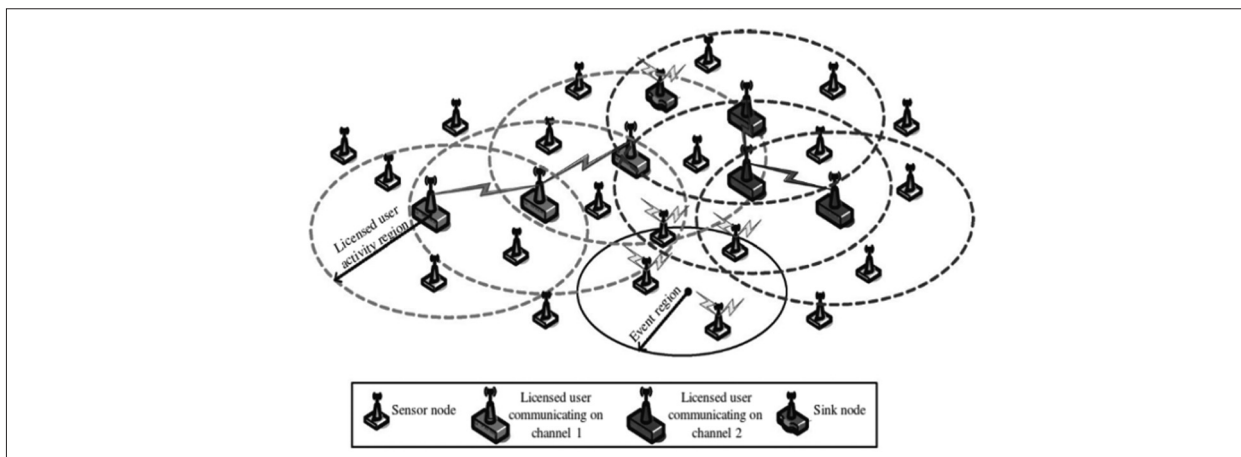 Licensed user
activity region
Event region
Sensor node
Licensed user
communicating on
channel 1
Licensed user
communicating on
channel 2
Sink node